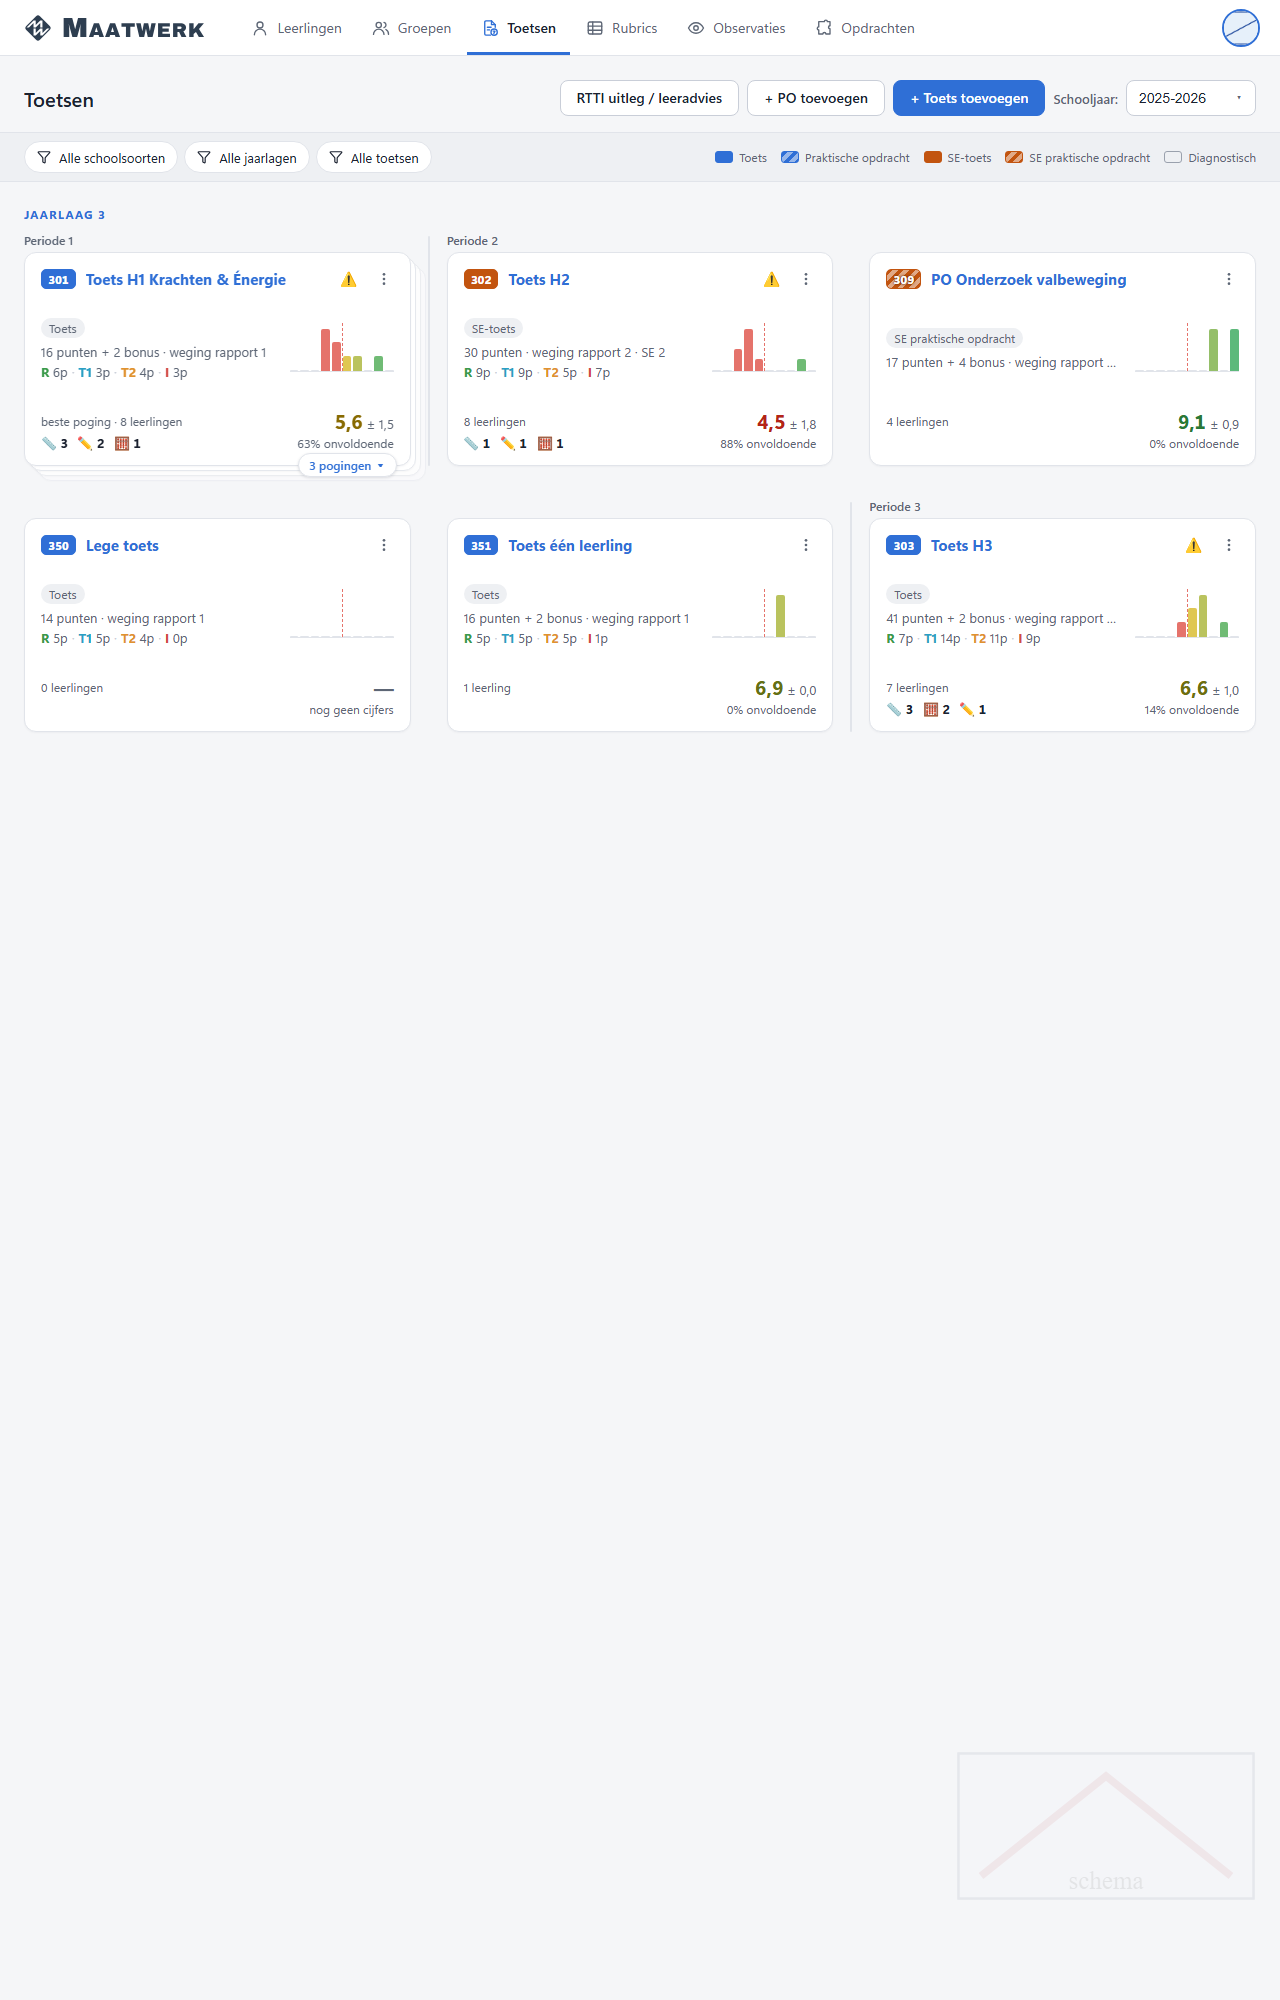 MAATWERK
Leerlingen
Groepen
Toetsen
Rubrics
Observaties
Opdrachten
Toetsen
RTTI uitleg / leeradvies
+ PO toevoegen
+ Toets toevoegen
Schooljaar:
2025-2026
Alle schoolsoorten
Alle jaarlagen
Alle toetsen
Toets
Praktische opdracht
SE-toets
SE praktische opdracht
Diagnostisch
JAARLAAG 3
Periode 1
301 Toets H1 Krachten & Énergie
Toets
16 punten + 2 bonus · weging rapport 1
R 6p · T1 3p · T2 4p · I 3p
beste poging · 8 leerlingen
5,6 ± 1,5
3 2 1
63% onvoldoende
3 pogingen
Periode 2
302 Toets H2
SE-toets
30 punten · weging rapport 2 · SE 2
R 9p · T1 9p · T2 5p · I 7p
8 leerlingen
4,5 ± 1,8
1 1 1
88% onvoldoende
309 PO Onderzoek valbeweging
SE praktische opdracht
17 punten + 4 bonus · weging rapport ...
4 leerlingen
9,1 ± 0,9
0% onvoldoende
350 Lege toets
Toets
14 punten · weging rapport 1
R 5p · T1 5p · T2 4p · I 0p
0 leerlingen
—
nog geen cijfers
351 Toets één leerling
Toets
16 punten + 2 bonus · weging rapport 1
R 5p · T1 5p · T2 5p · I 1p
1 leerling
6,9 ± 0,0
0% onvoldoende
Periode 3
303 Toets H3
Toets
41 punten + 2 bonus · weging rapport ...
R 7p · T1 14p · T2 11p · I 9p
7 leerlingen
6,6 ± 1,0
3 2 1
14% onvoldoende
schema